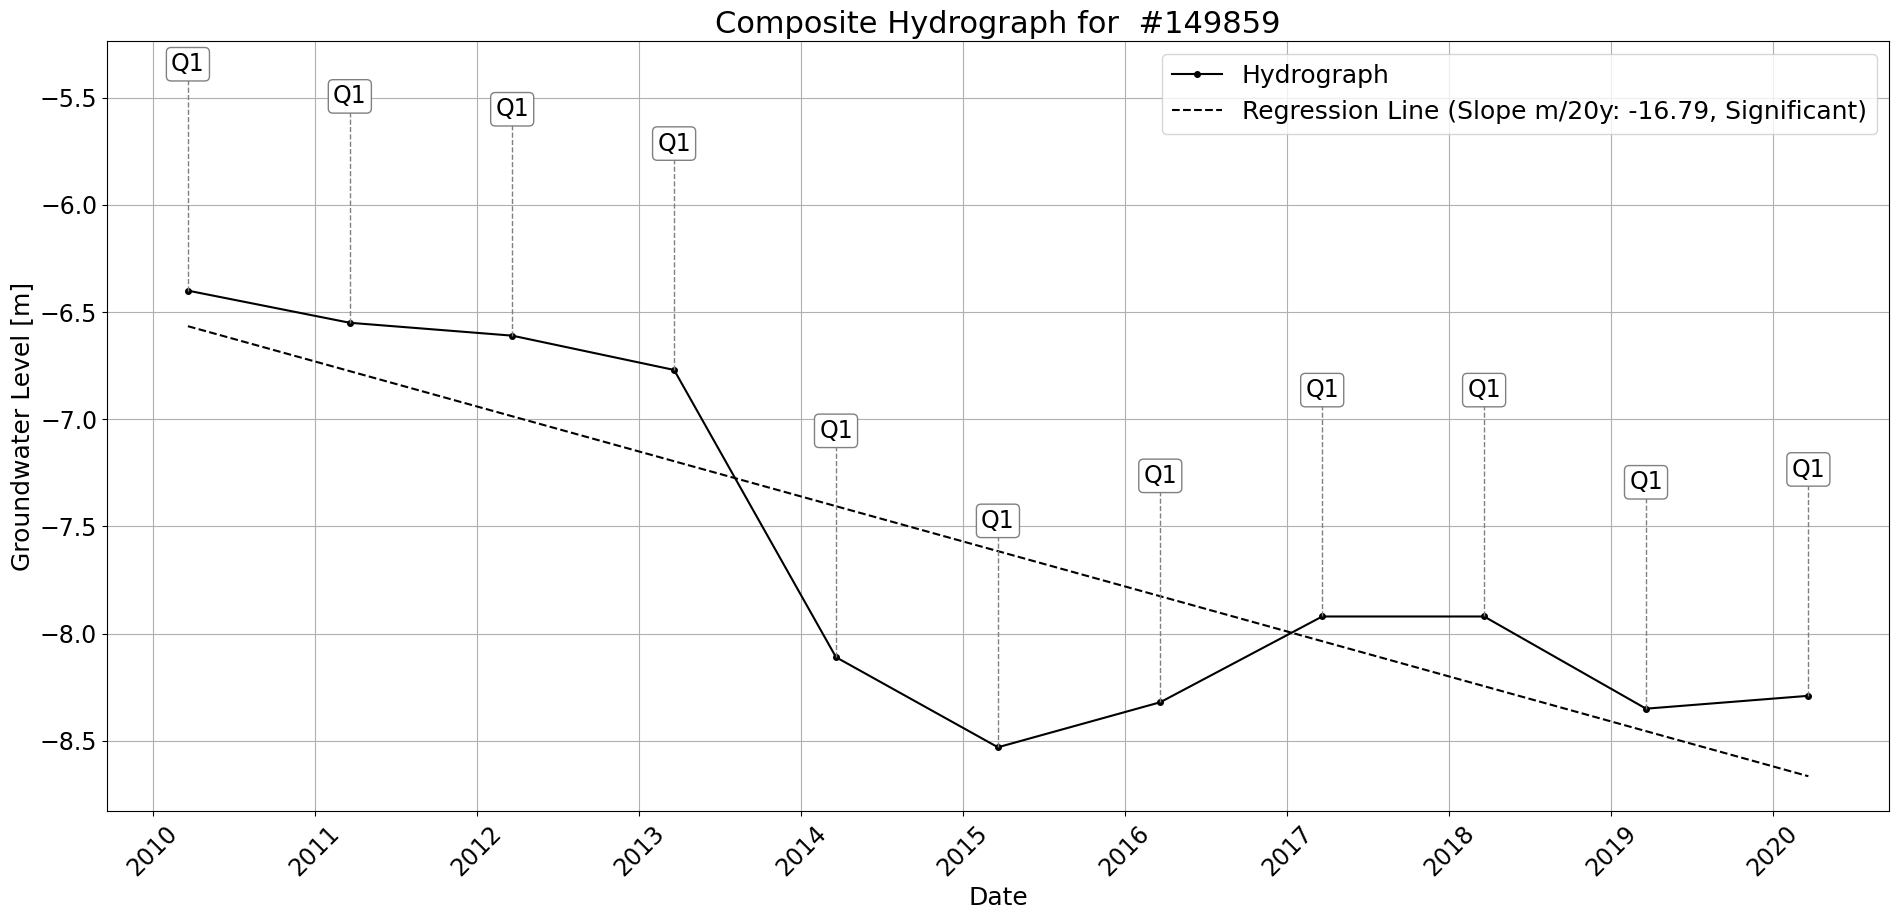 Composite Hydrograph for  #149859
Hydrograph
Regression Line (Slope m/20y: -16.79, Significant)
Q1
Q1
Q1
Q1
Q1
Q1
Q1
Q1
Q1
Q1
Q1
Groundwater Level [m]
−5.5
−6.0
−6.5
−7.0
−7.5
−8.0
−8.5
2010
2011
2012
2013
2014
2015
2016
2017
2018
2019
2020
Date